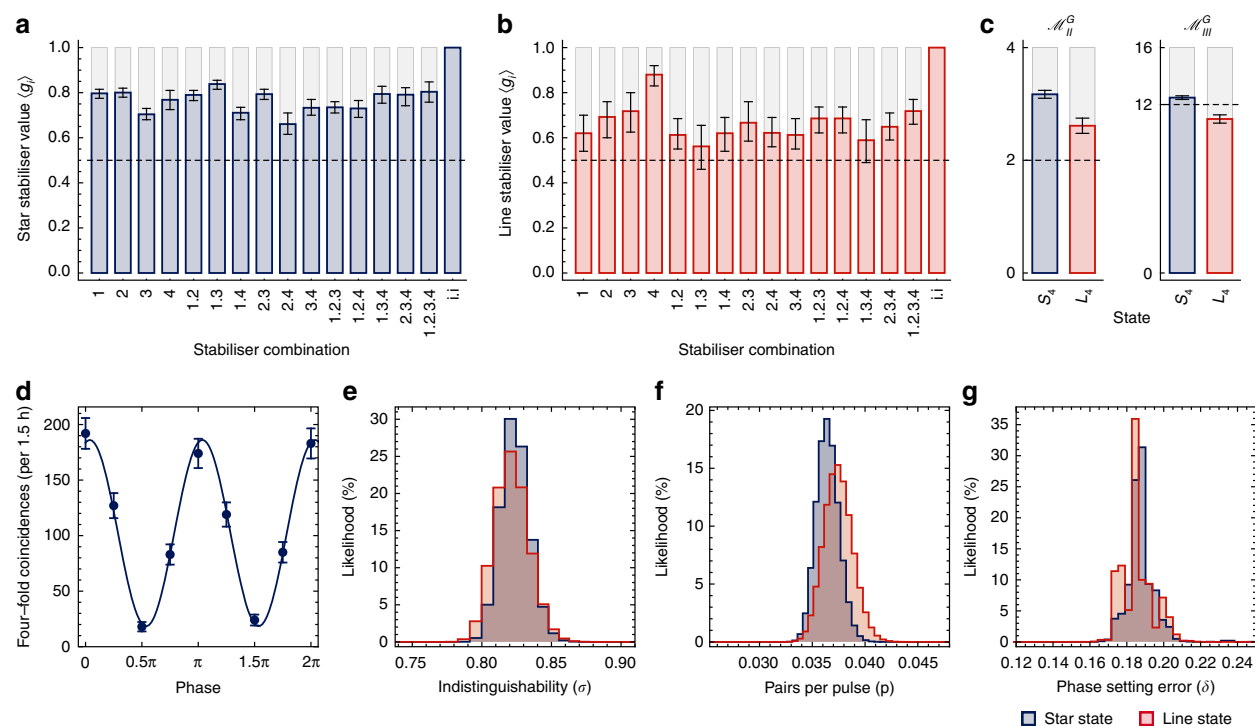 a
Star stabiliser value ⟨gᵢ⟩
1.0
0.8
0.6
0.4
0.2
0.0
1
2
3
4
1.2
1.3
1.4
2.3
2.4
3.4
1.2.3
1.2.4
1.3.4
2.3.4
1.2.3.4
i.i
Stabiliser combination
b
Line stabiliser value ⟨gᵢ⟩
1.0
0.8
0.6
0.4
0.2
0.0
1
2
3
4
1.2
1.3
1.4
2.3
2.4
3.4
1.2.3
1.2.4
1.3.4
2.3.4
1.2.3.4
i.i
Stabiliser combination
c
ℳ_II^G
4
2
0
S₄
L₄
ℳ_III^G
16
12
0
S₄
L₄
State
d
Four–fold coincidences (per 1.5 h)
200
150
100
50
0
0
0.5π
π
1.5π
2π
Phase
e
Likelihood (%)
30
25
20
15
10
5
0
0.75
0.80
0.85
0.90
Indistinguishability (σ)
f
Likelihood (%)
20
15
10
5
0
0.030
0.035
0.040
0.045
Pairs per pulse (p)
g
Likelihood (%)
35
30
25
20
15
10
5
0
0.12
0.14
0.16
0.18
0.20
0.22
0.24
Phase setting error (δ)
Star state
Line state